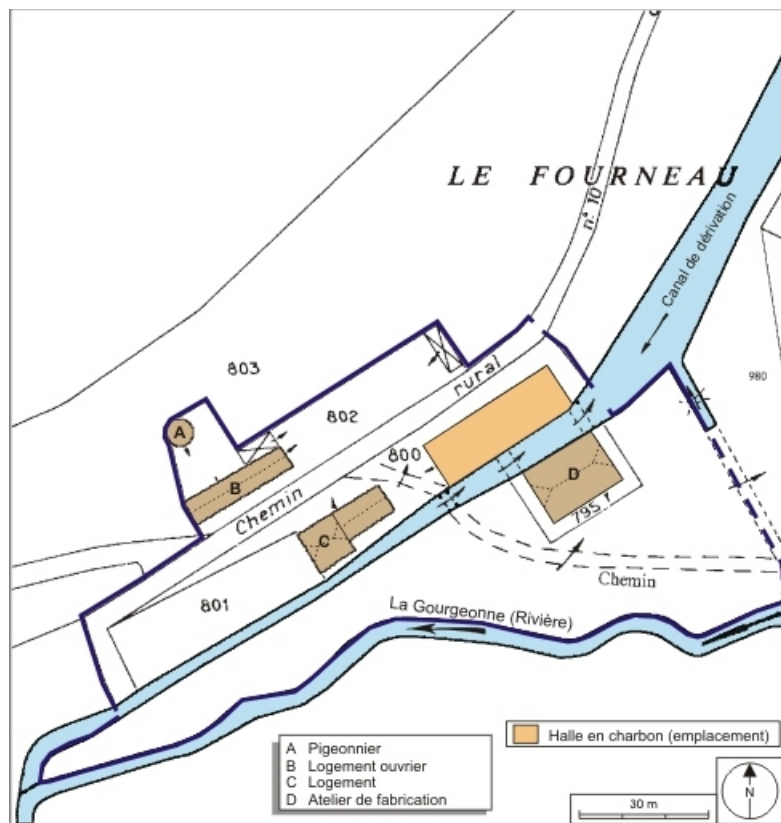 LE FOURNEAU
n° 10
Canal de dérivation
980
803
802
rural
A
800
B
D
Chemin
795
C
Chemin
801
La Gourgeonne (Rivière)
A Pigeonnier
B Logement ouvrier
C Logement
D Atelier de fabrication
Halle en charbon (emplacement)
N
30 m